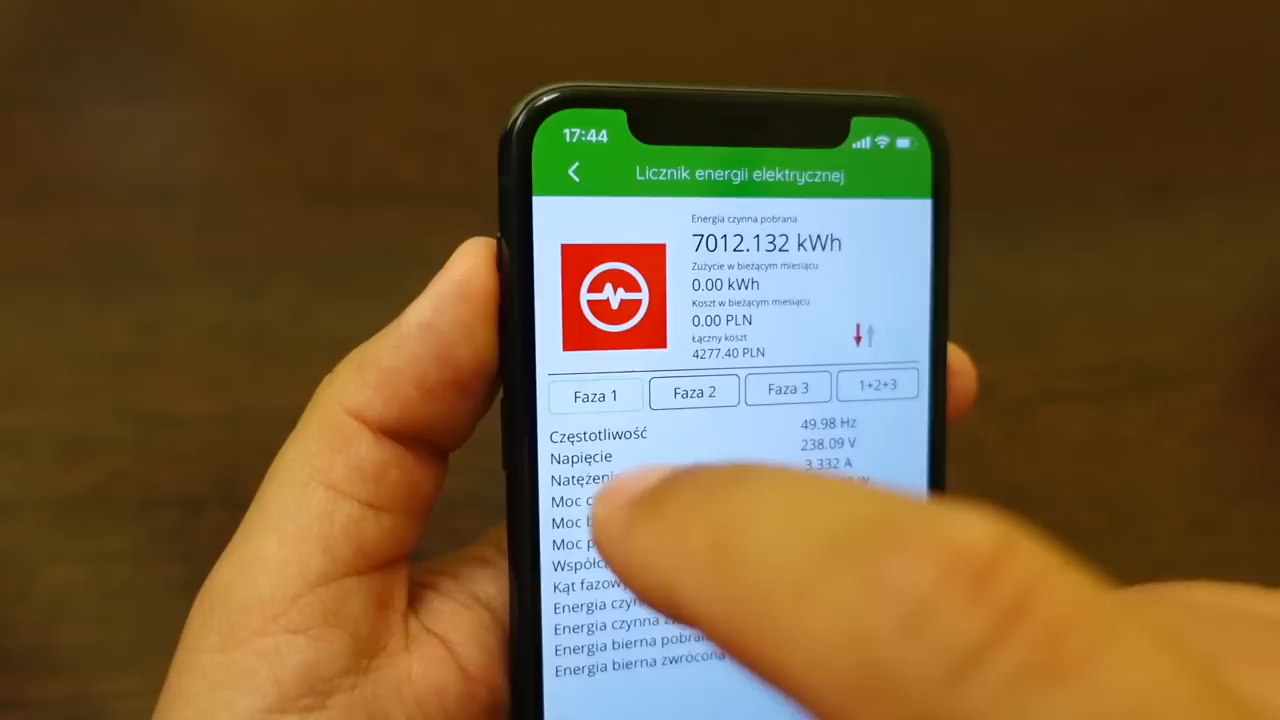 17:44
Licznik energii elektrycznej
Energia czynna pobrana
7012.132 kWh
Zużycie w bieżącym miesiącu
0.00 kWh
Koszt w bieżącym miesiącu
0.00 PLN
Łączny koszt
4277.40 PLN
Faza 1 Faza 2 Faza 3 1+2+3
Częstotliwość 49.98 Hz
Napięcie 238.09 V
3.332 A
Moc
Moc
Moc
Kąt
Energia
Energia czynna
Energia bierna
Energia bierna zwrócona